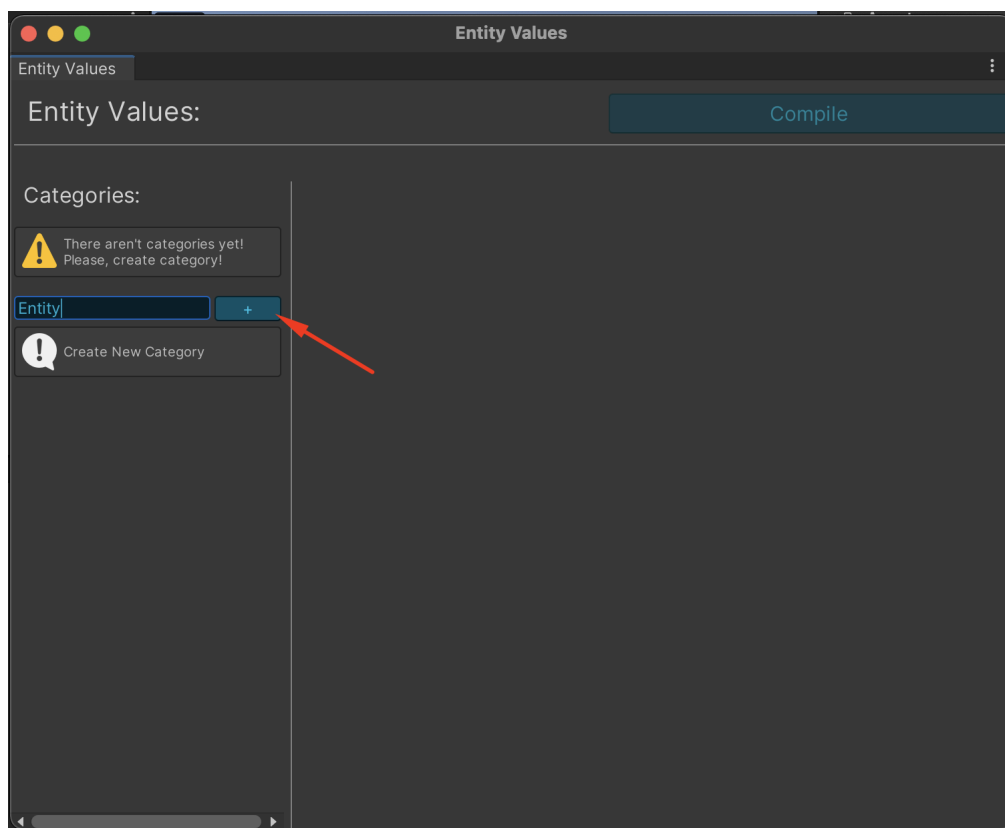 Entity Values
Entity Values
Entity Values:
Compile
Categories:
There aren't categories yet!
Please, create category!
Entity
+
Create New Category